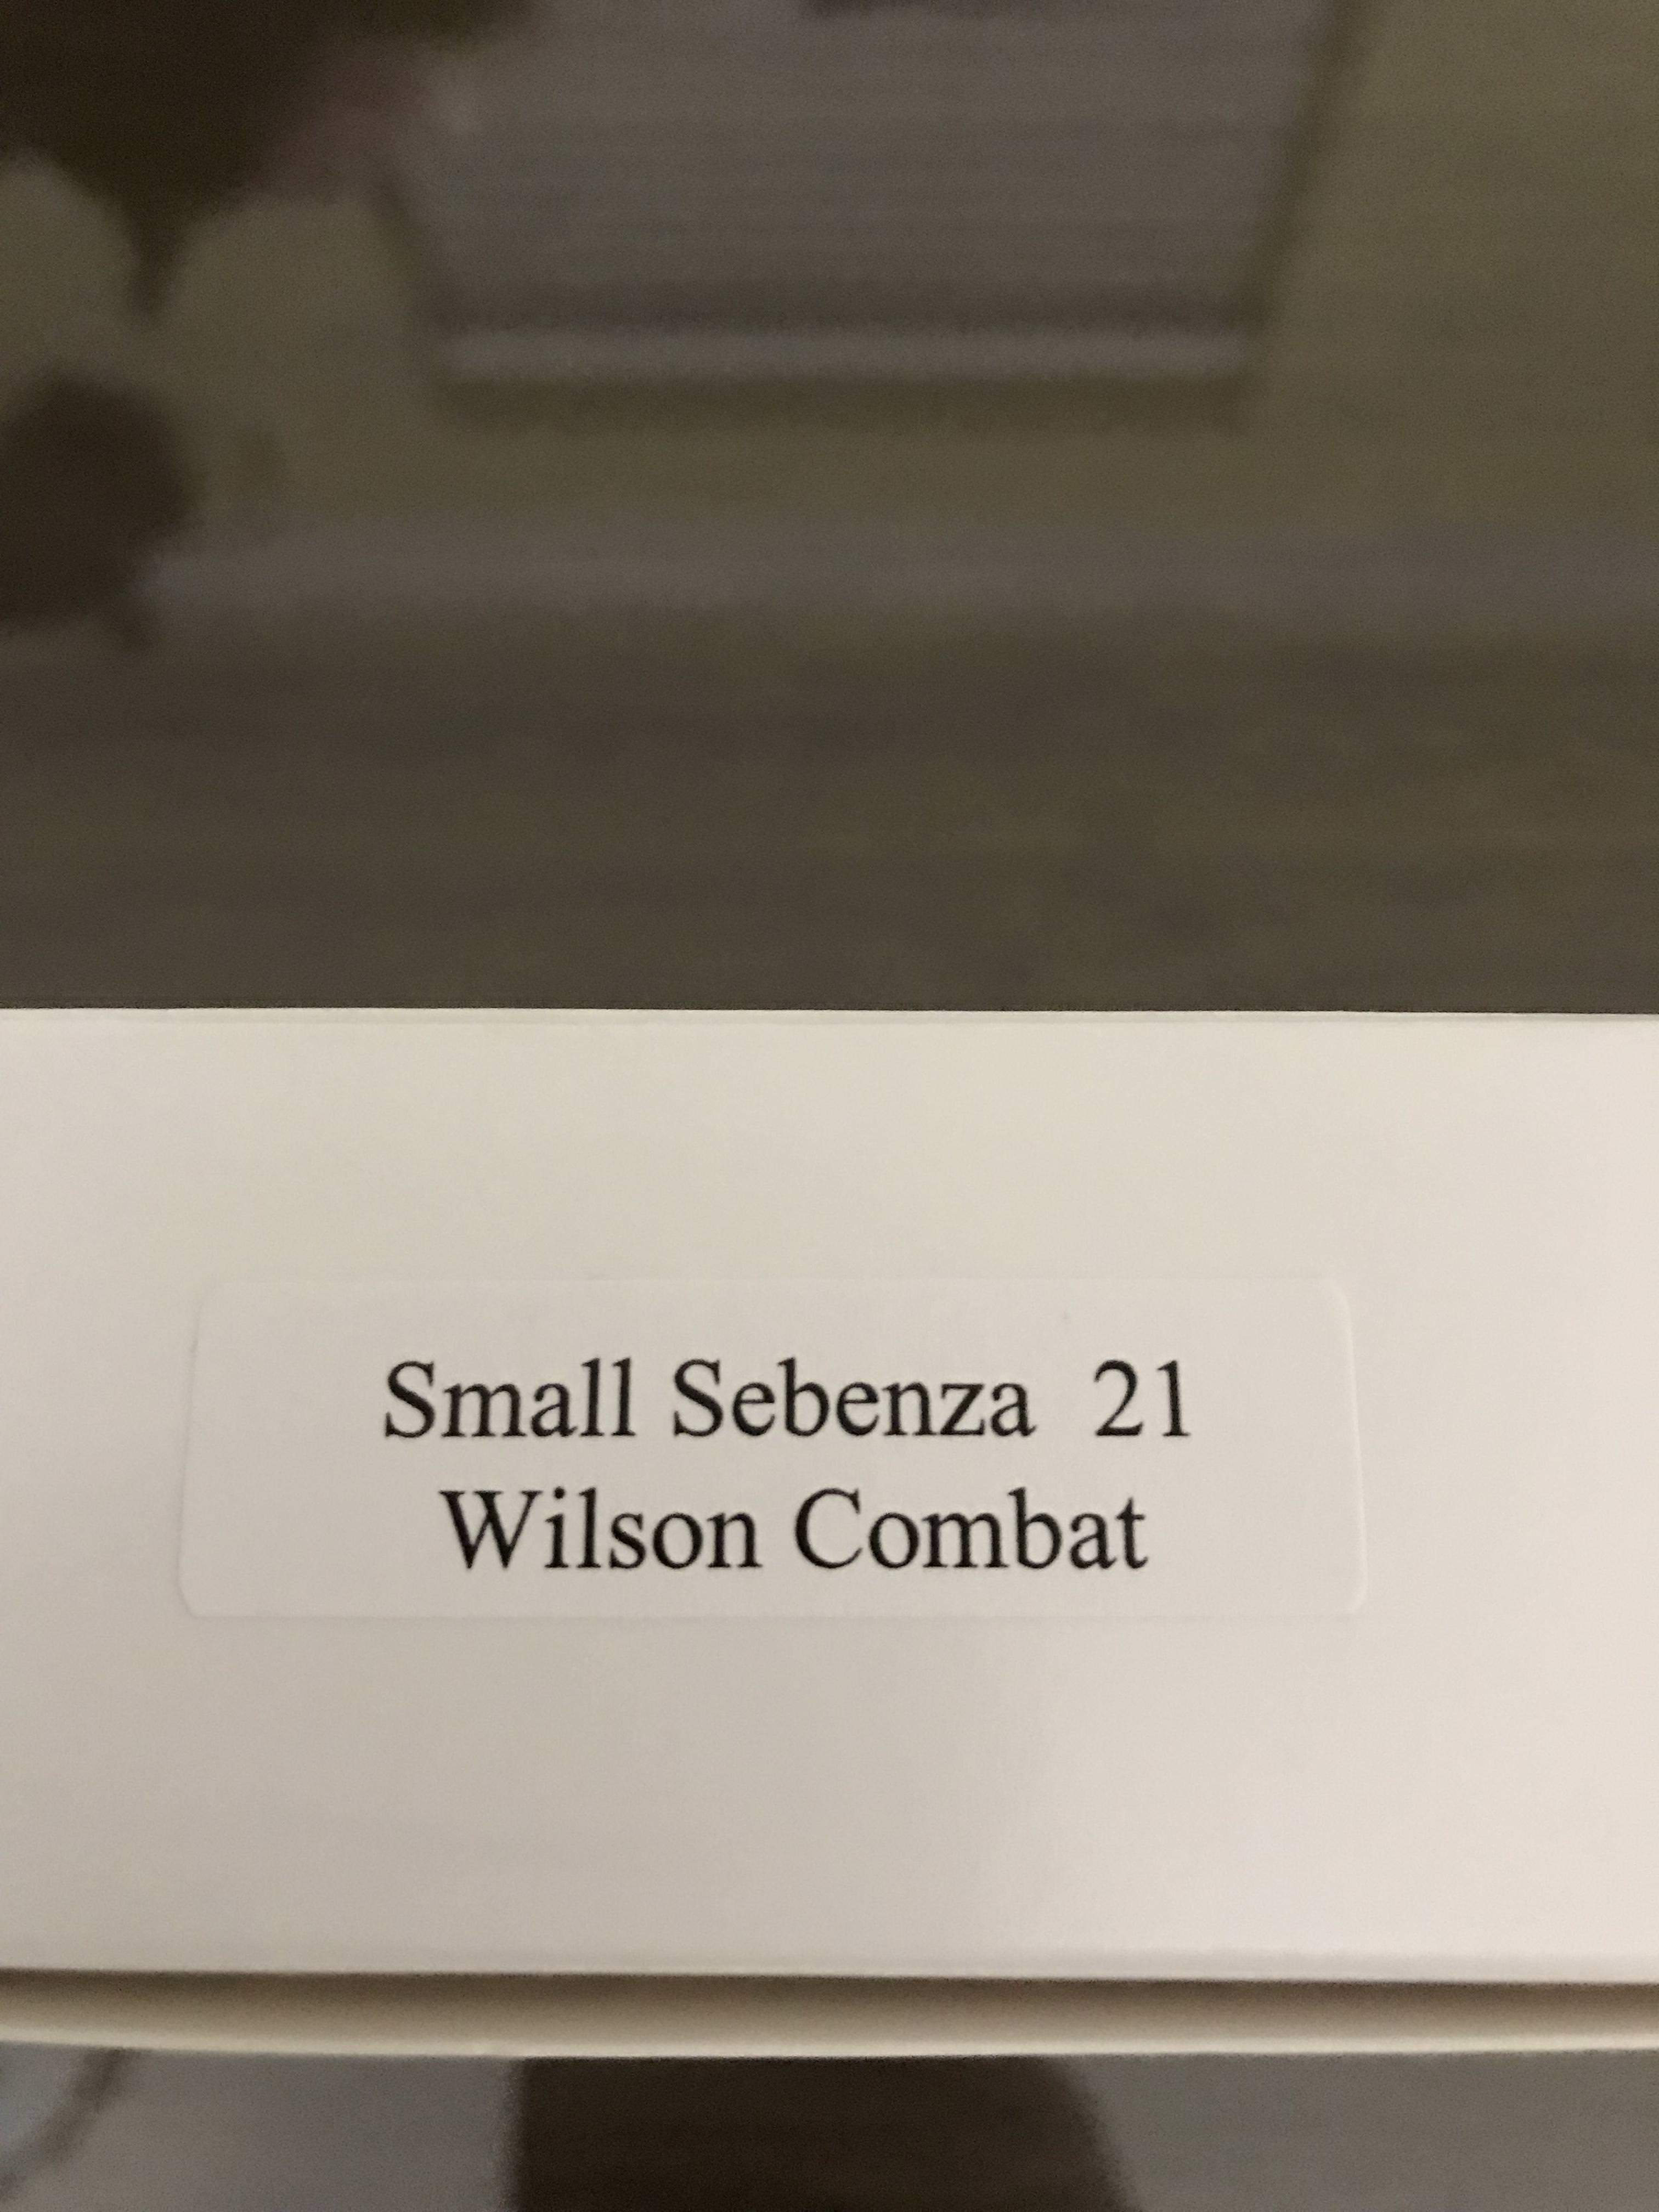 Small Sebenza  21
Wilson Combat